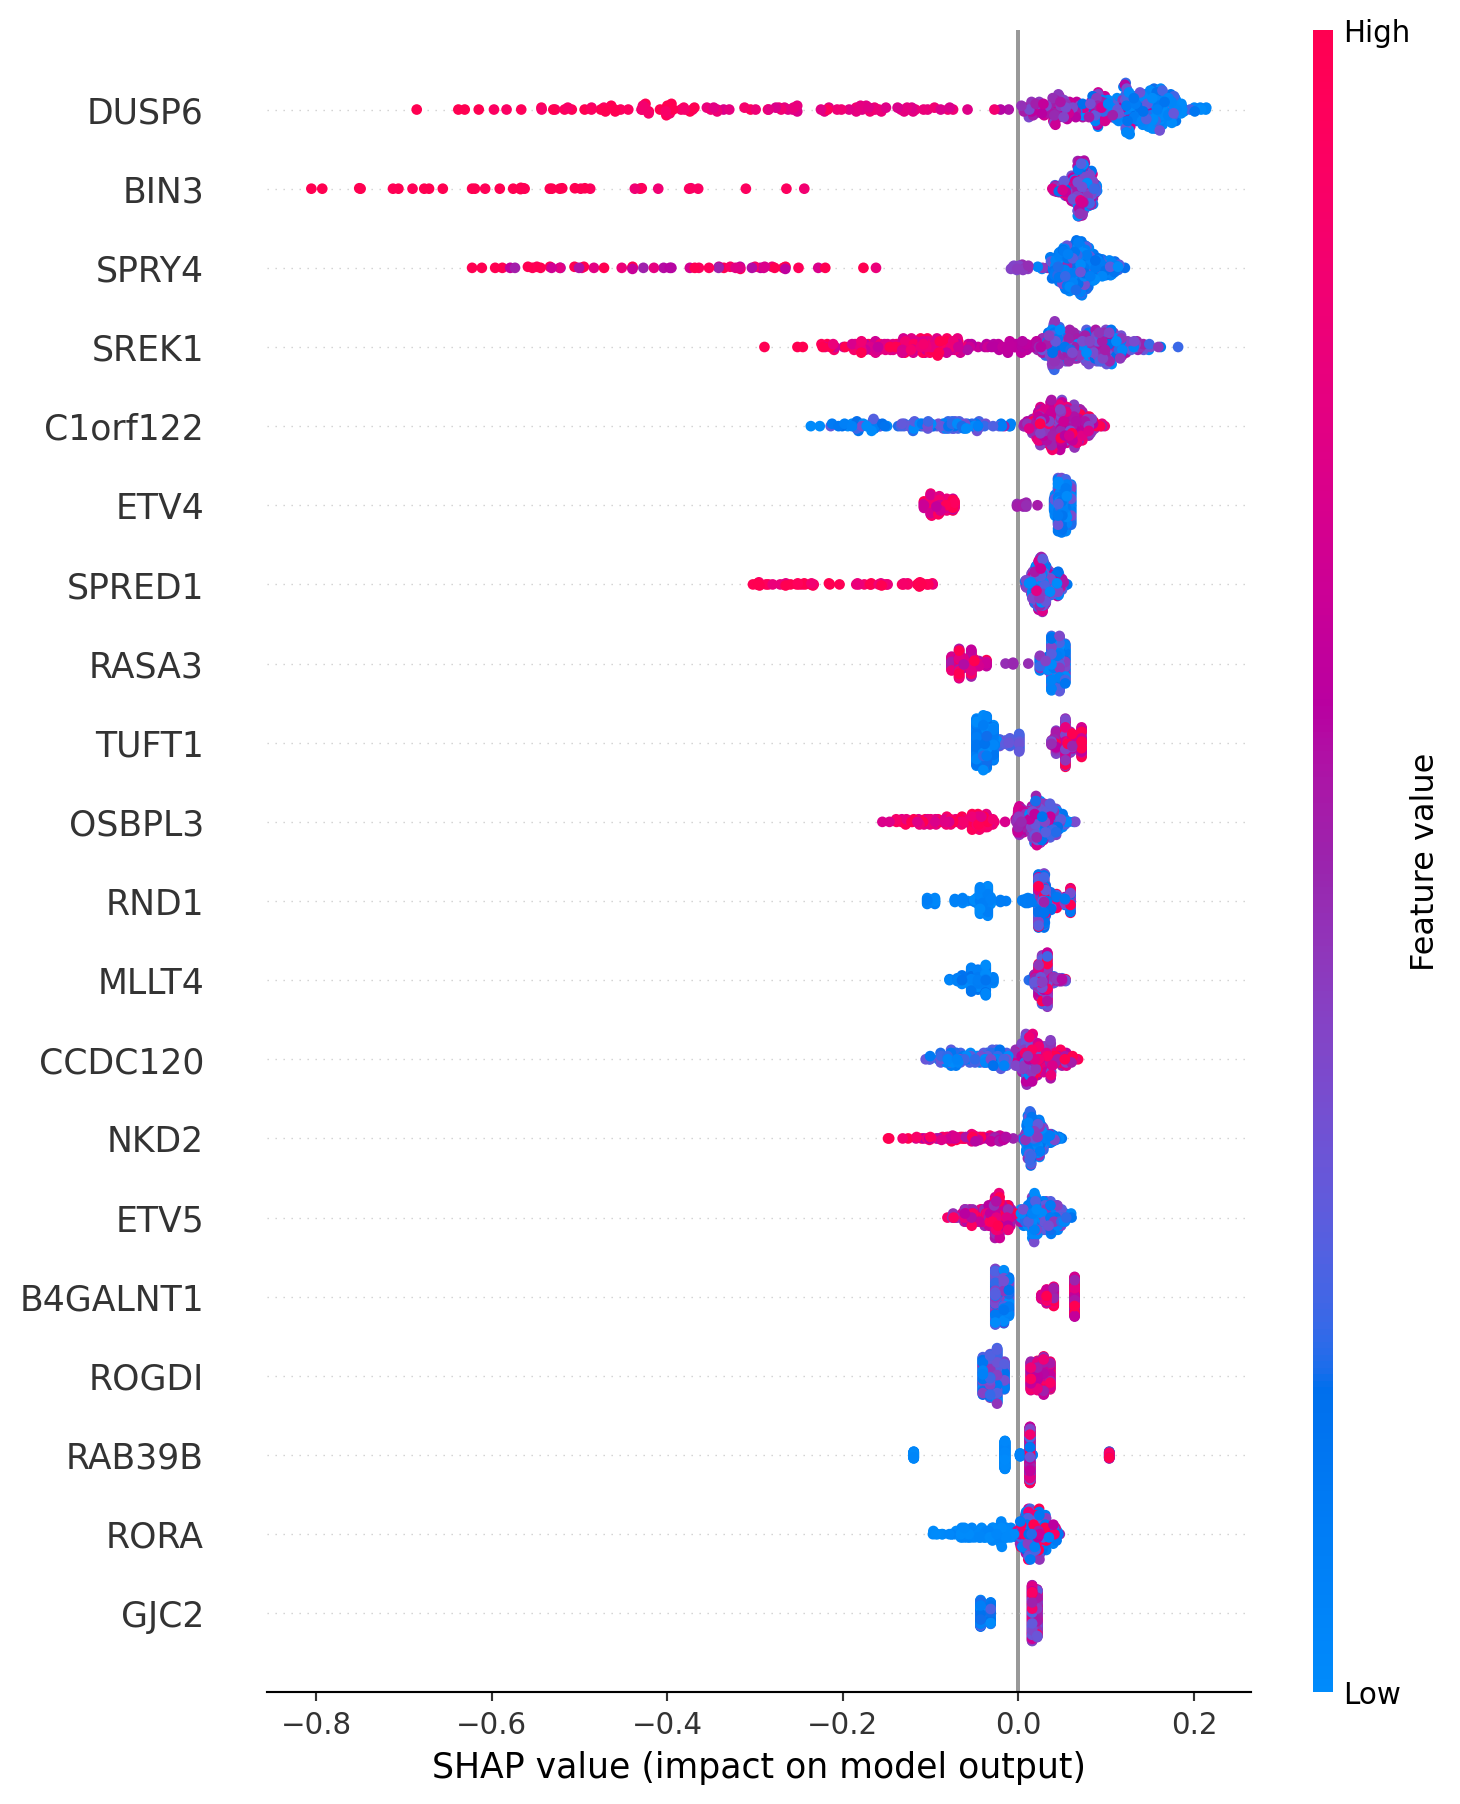 High
DUSP6
BIN3
SPRY4
SREK1
C1orf122
ETV4
SPRED1
RASA3
TUFT1
OSBPL3
RND1
MLLT4
CCDC120
NKD2
ETV5
B4GALNT1
ROGDI
RAB39B
RORA
GJC2
Feature value
Low
−0.8 −0.6 −0.4 −0.2 0.0 0.2
SHAP value (impact on model output)